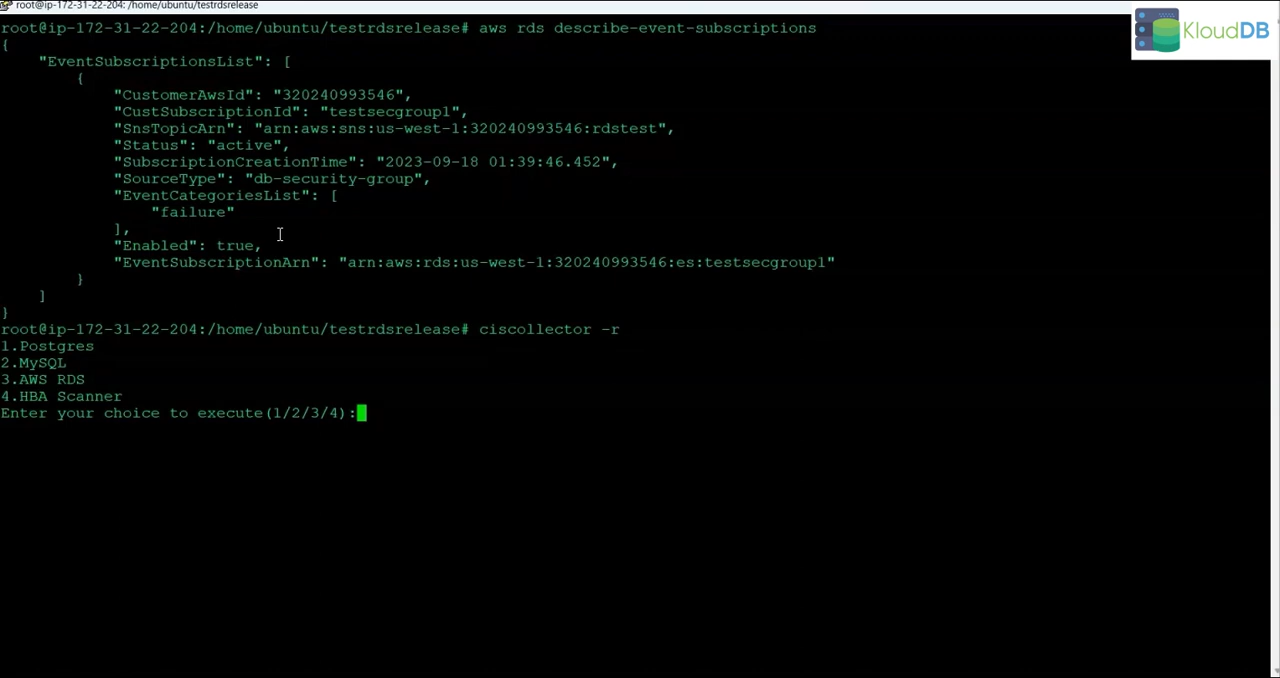 root@ip-172-31-22-204: /home/ubuntu/testrdsrelease
KloudDB
root@ip-172-31-22-204:/home/ubuntu/testrdsrelease# aws rds describe-event-subscriptions
{
    "EventSubscriptionsList": [
        {
            "CustomerAwsId": "320240993546",
            "CustSubscriptionId": "testsecgroup1",
            "SnsTopicArn": "arn:aws:sns:us-west-1:320240993546:rdstest",
            "Status": "active",
            "SubscriptionCreationTime": "2023-09-18 01:39:46.452",
            "SourceType": "db-security-group",
            "EventCategoriesList": [
                "failure"
            ],
            "Enabled": true,
            "EventSubscriptionArn": "arn:aws:rds:us-west-1:320240993546:es:testsecgroup1"
        }
    ]
}
root@ip-172-31-22-204:/home/ubuntu/testrdsrelease# ciscollector -r
1.Postgres
2.MySQL
3.AWS RDS
4.HBA Scanner
Enter your choice to execute(1/2/3/4):